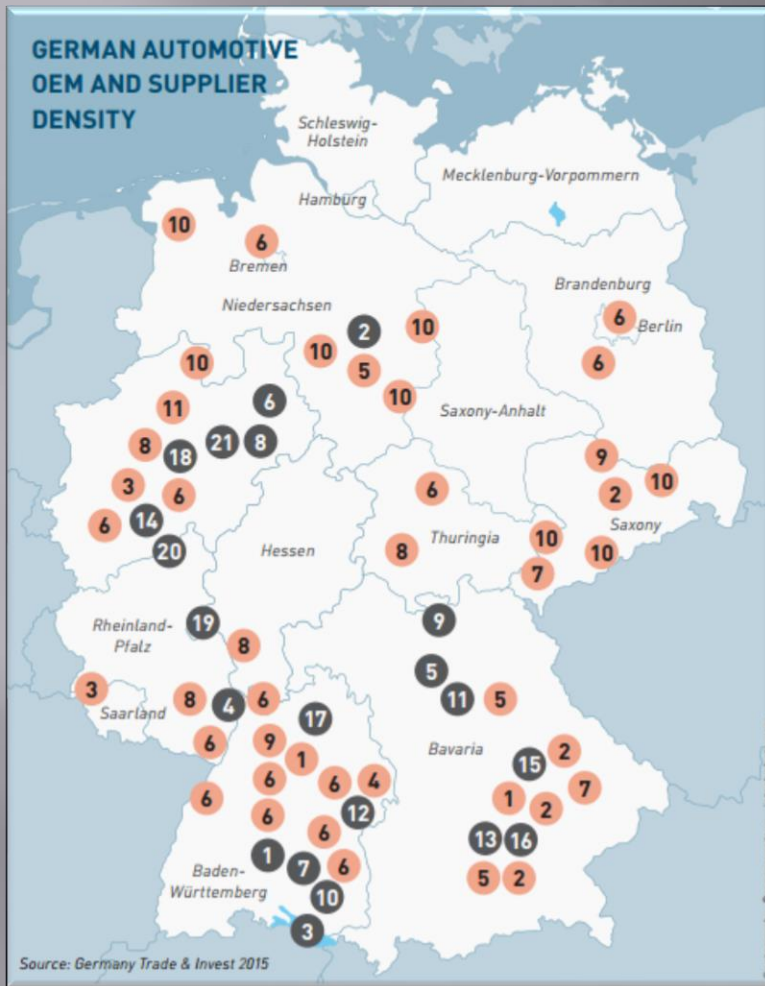 GERMAN AUTOMOTIVE
OEM AND SUPPLIER
DENSITY
Schleswig-
Holstein
Mecklenburg-Vorpommern
Hamburg
10
6
Bremen
Brandenburg
Niedersachsen
6
Berlin
2
10
10
10
5
6
10
6
11
Saxony-Anhalt
8
18
21
8
9
3
6
6
2
10
6
14
Saxony
20
Hessen
8
Thuringia
10
10
7
19
9
Rheinland-
Pfalz
8
5
3
8
4
6
11
5
Saarland
17
6
9
1
Bavaria
15
2
6
6
6
4
1
2
7
6
12
6
13
16
1
7
6
5
2
Baden-
Württemberg
10
3
Source: Germany Trade & Invest 2015